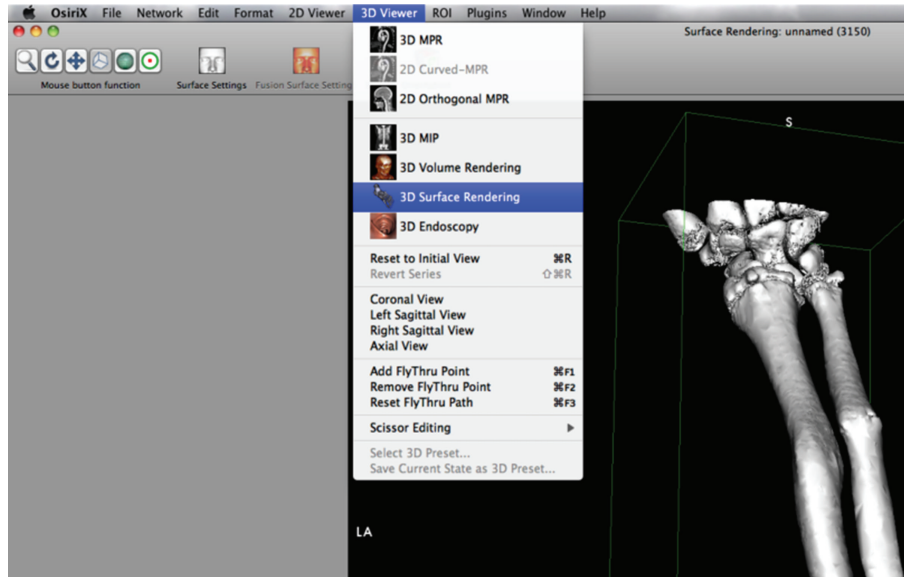 OsiriX File Network Edit Format 2D Viewer 3D Viewer ROI Plugins Window Help
Surface Rendering: unnamed (3150)
Mouse button function Surface Settings Fusion Surface Setting
3D MPR
2D Curved-MPR
2D Orthogonal MPR
3D MIP
3D Volume Rendering
3D Surface Rendering
3D Endoscopy
Reset to Initial View ⌘R
Revert Series ⇧⌘R
Coronal View
Left Sagittal View
Right Sagittal View
Axial View
Add FlyThru Point ⌘F1
Remove FlyThru Point ⌘F2
Reset FlyThru Path ⌘F3
Scissor Editing
Select 3D Preset...
Save Current State as 3D Preset...
S
LA